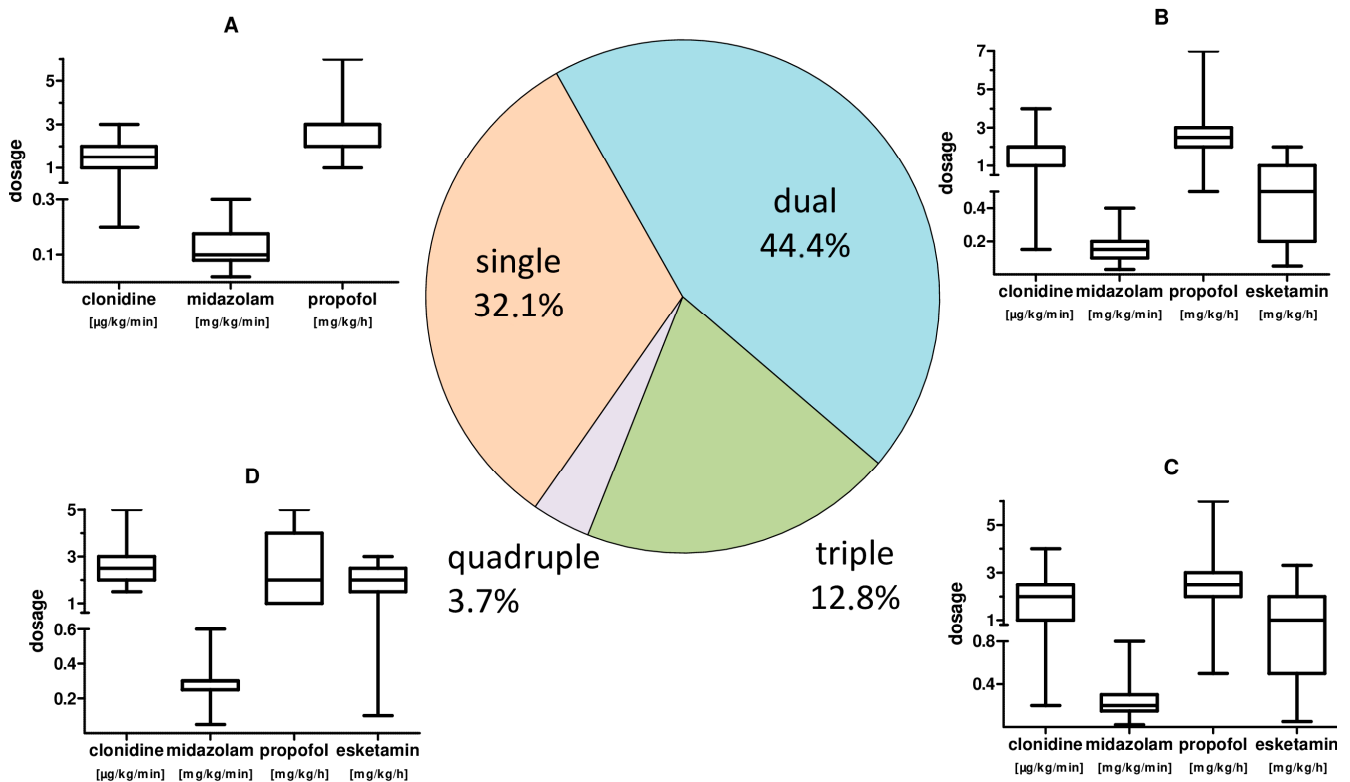 A
dosage
5
3
1
0.3
0.1
clonidine midazolam propofol
[µg/kg/min] [mg/kg/min] [mg/kg/h]
B
dosage
7
5
3
1
0.4
0.2
clonidine midazolam propofol esketamin
[µg/kg/min] [mg/kg/min] [mg/kg/h] [mg/kg/h]
dual
44.4%
single
32.1%
quadruple
3.7%
triple
12.8%
D
dosage
5
3
1
0.6
0.4
0.2
clonidine midazolam propofol esketamin
[µg/kg/min] [mg/kg/min] [mg/kg/h] [mg/kg/h]
C
dosage
5
3
1
0.8
0.4
clonidine midazolam propofol esketamin
[µg/kg/min] [mg/kg/min] [mg/kg/h] [mg/kg/h]